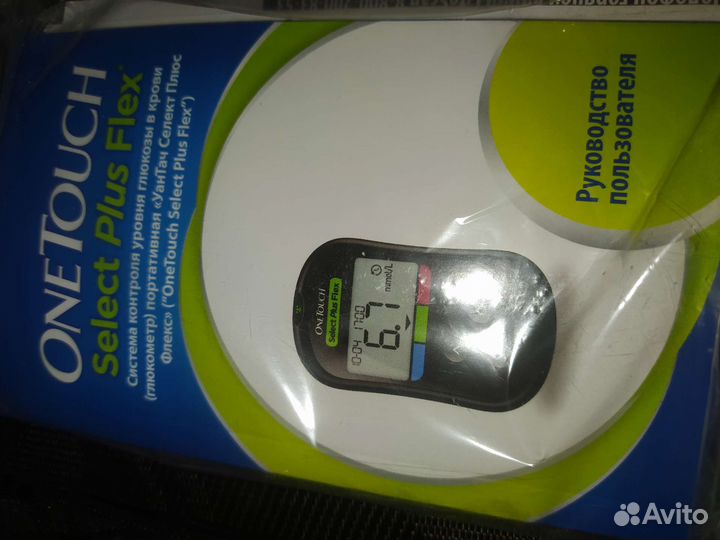 ONETOUCH
Select Plus Flex
Система контроля уровня глюкозы в крови
(глюкометр) портативная «УанТач Селект Плюс
Флекс» ("OneTouch Select Plus Flex")
ONETOUCH
Select Plus Flex
10-04 17:00
6.7
mmol/L
Руководство
пользователя
Avito